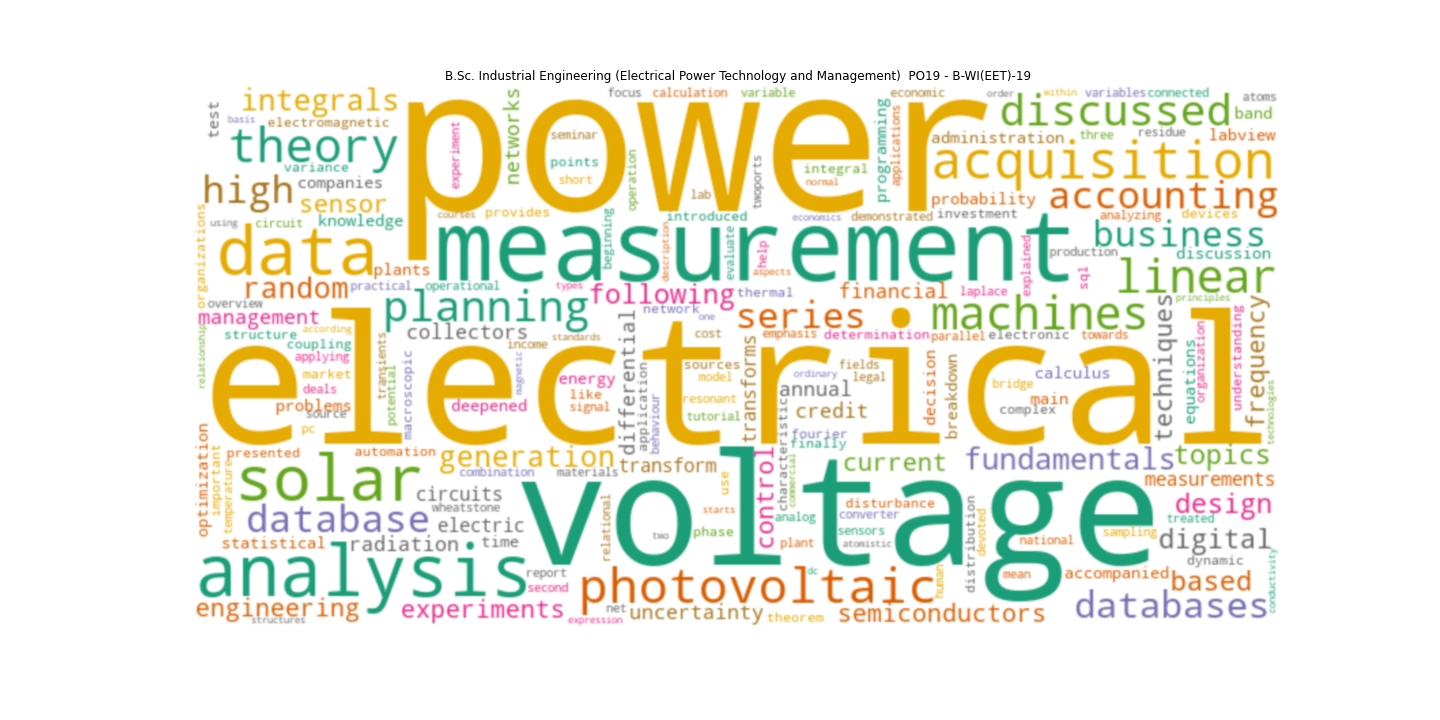 B.Sc. Industrial Engineering (Electrical Power Technology and Management) PO19 - B-WI(EET)-19
power
electrical
voltage
measurement
analysis
solar
data
theory
high
planning
photovoltaic
acquisition
discussed
accounting
business
linear
machines
series
following
generation
database
databases
fundamentals
topics
design
digital
based
semiconductors
integrals
sensor
random
management
engineering
experiments
uncertainty
radiation
electric
circuits
time
statistical
optimization
important
temperature
presented
automation
combination
materials
transform
transforms
differential
application
behaviour
control
characteristic
commercial
current
finally
fourier
credit
annual
ordinary
decision
breakdown
techniques
frequency
equations
organization
understanding
technologies
principles
measurements
treated
sampling
dynamic
conductivity
accompanied
mean
national
devoted
distribution
human
disturbance
converter
sensors
atomistic
analog
plant
dc
starts
phase
use
two
relational
wheatstone
report
second
net
expression
theorem
structures
test
basis
electromagnetic
variance
companies
knowledge
using
circuit
organizations
plants
practical
operational
overview
structure
according
coupling
applying
market
deals
problems
source
pc
relationship
transients
potential
macroscopic
collectors
income
standards
magnetic
deepened
energy
like
signal
network
one
cost
sources
model
resonant
tutorial
emphasis
determination
parallel
electronic
towards
fields
legal
bridge
calculus
main
complex
thermal
financial
laplace
types
aspects
help
evaluate
description
beginning
courses
provides
introduced
economics
demonstrated
investment
probability
analyzing
devices
production
discussion
explained
sql
experiment
networks
seminar
points
short
operation
lab
twoports
integral
normal
programming
applications
administration
three
residue
labview
band
atoms
connected
variables
within
order
economic
variable
calculation
focus